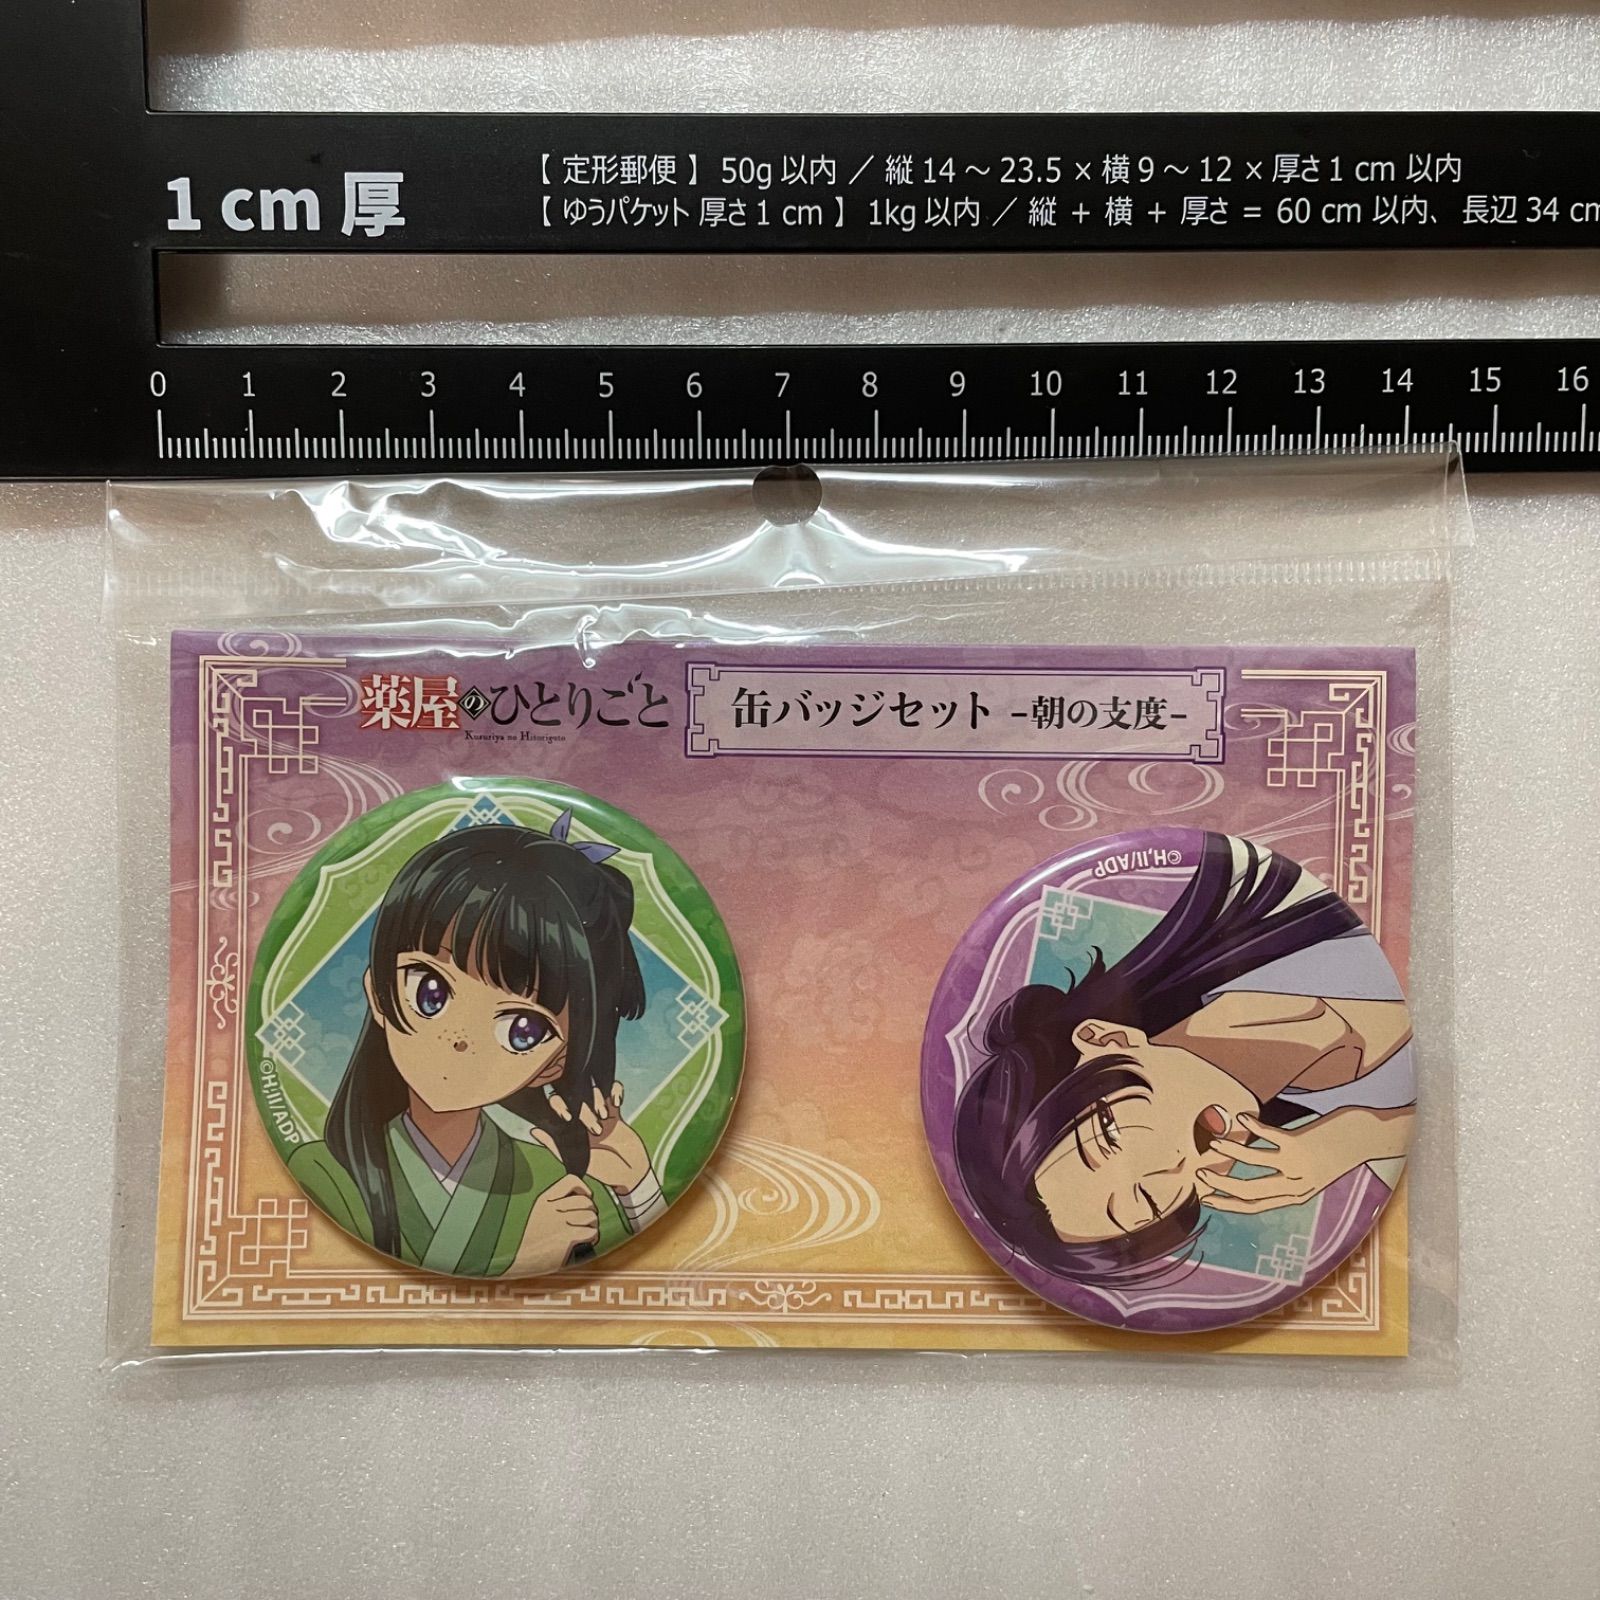 1 cm 厚
【 定形郵便 】 50g 以内 ／ 縦 14 ～ 23.5 × 横 9 ～ 12 × 厚さ 1 cm 以内
【 ゆうパケット 厚さ 1 cm 】 1kg 以内 ／ 縦 ＋ 横 ＋ 厚さ ＝ 60 cm 以内、長辺 34 cm
0 1 2 3 4 5 6 7 8 9 10 11 12 13 14 15 16
薬屋のひとりごと
Kusuriya no Hitorigoto
缶バッジセット -朝の支度-
©H,II/ADP
©H,II/ADP